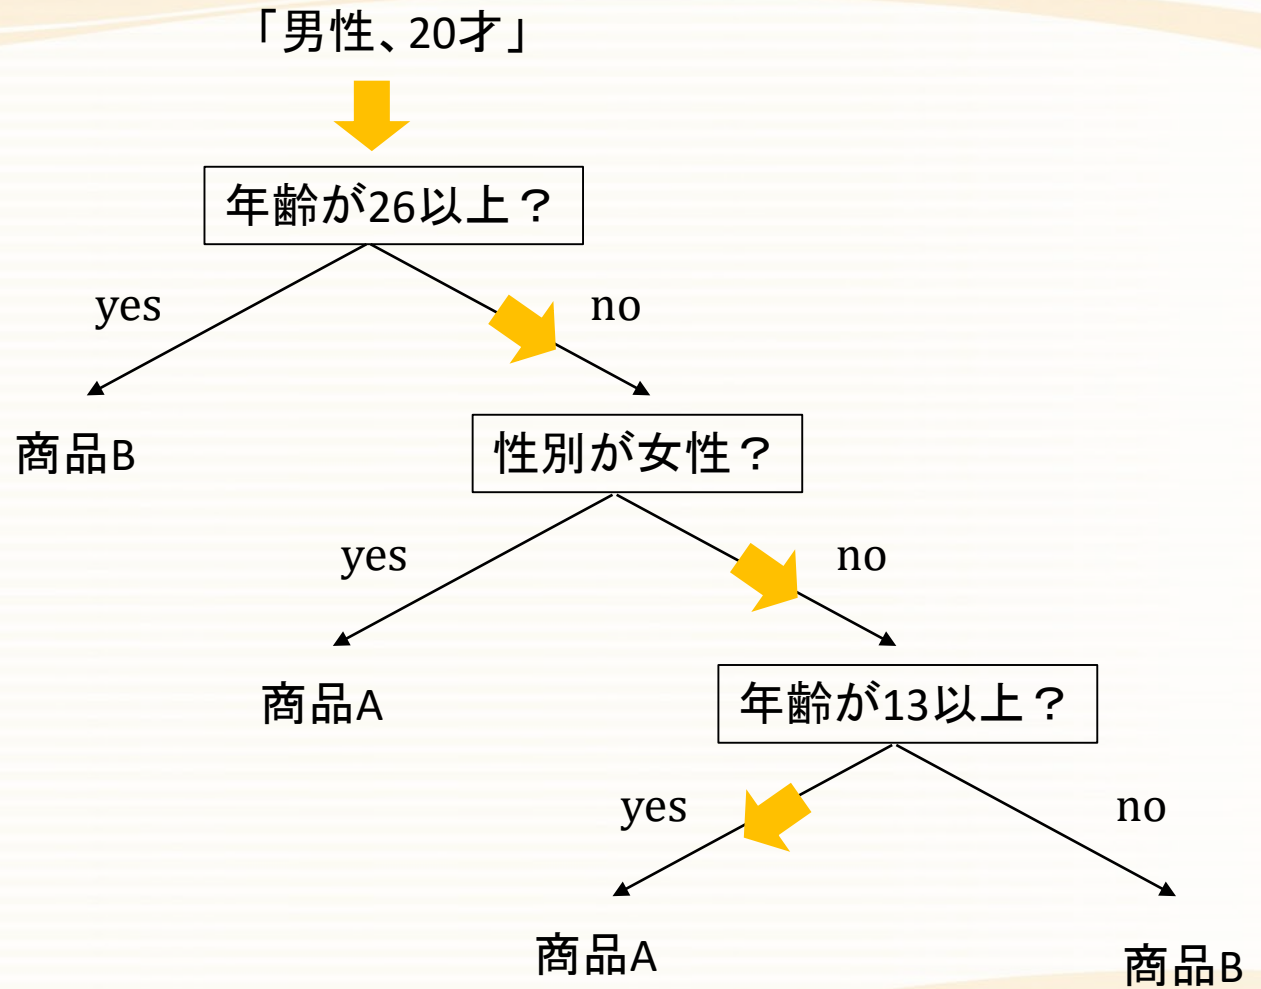 「男性、20才」
年齢が26以上？
yes
no
商品B
性別が女性？
yes
no
商品A
年齢が13以上？
yes
no
商品A
商品B